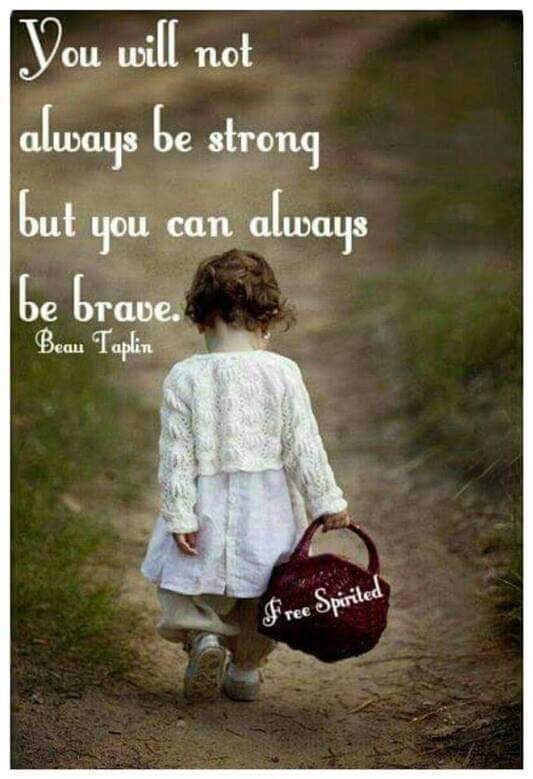 You will not
always be strong
but you can always
be brave.
Beau Taplin
Free Spirited